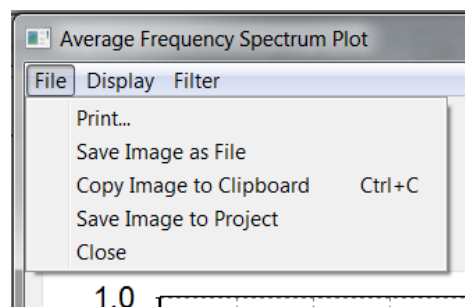 Average Frequency Spectrum Plot
File Display Filter
Print...
Save Image as File
Copy Image to Clipboard Ctrl+C
Save Image to Project
Close
1.0